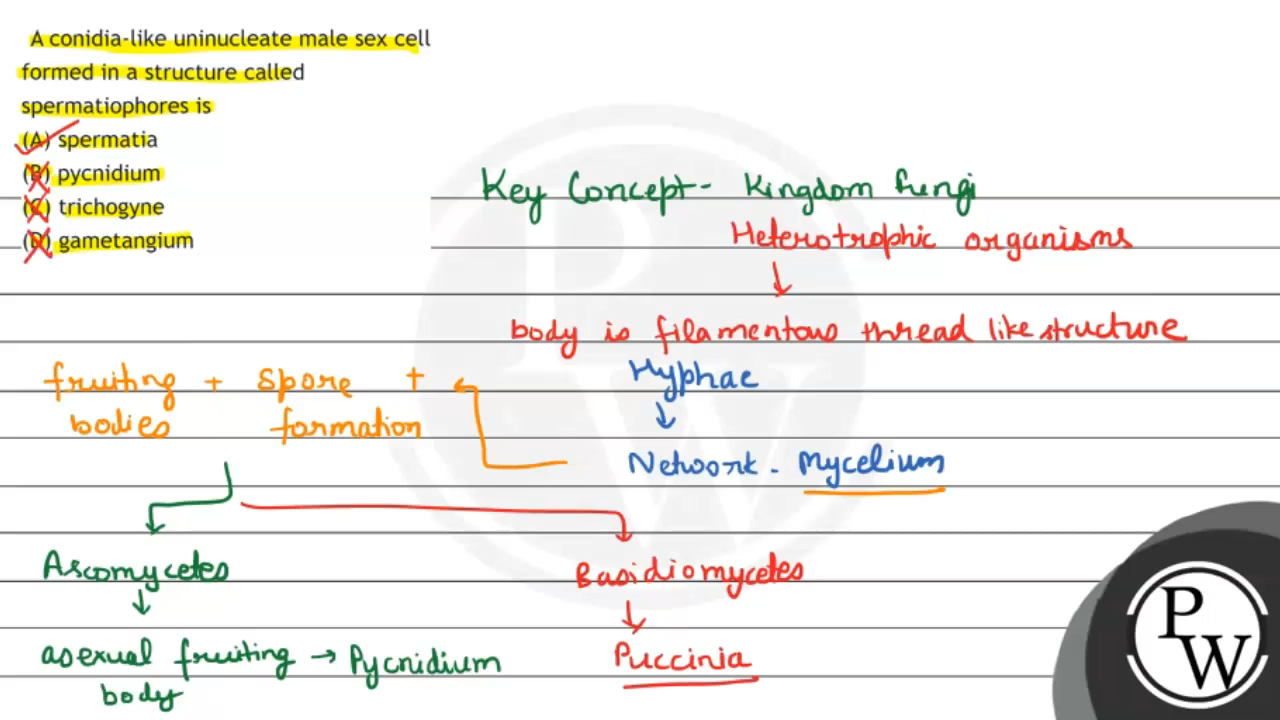 A conidia-like uninucleate male sex cell
formed in a structure called
spermatiophores is
(A) spermatia
(B) pycnidium
(C) trichogyne
(D) gametangium
Key Concept- Kingdom fungi
Heterotrophic organisms
↓
body is filamentous thread like structure
Hyphae
↓
Network - Mycelium
fruiting + spore +
bodies formation
Ascomycetes
↓
asexual fruiting → Pycnidium
body
Basidiomycetes
↓
Puccinia
PW
PW